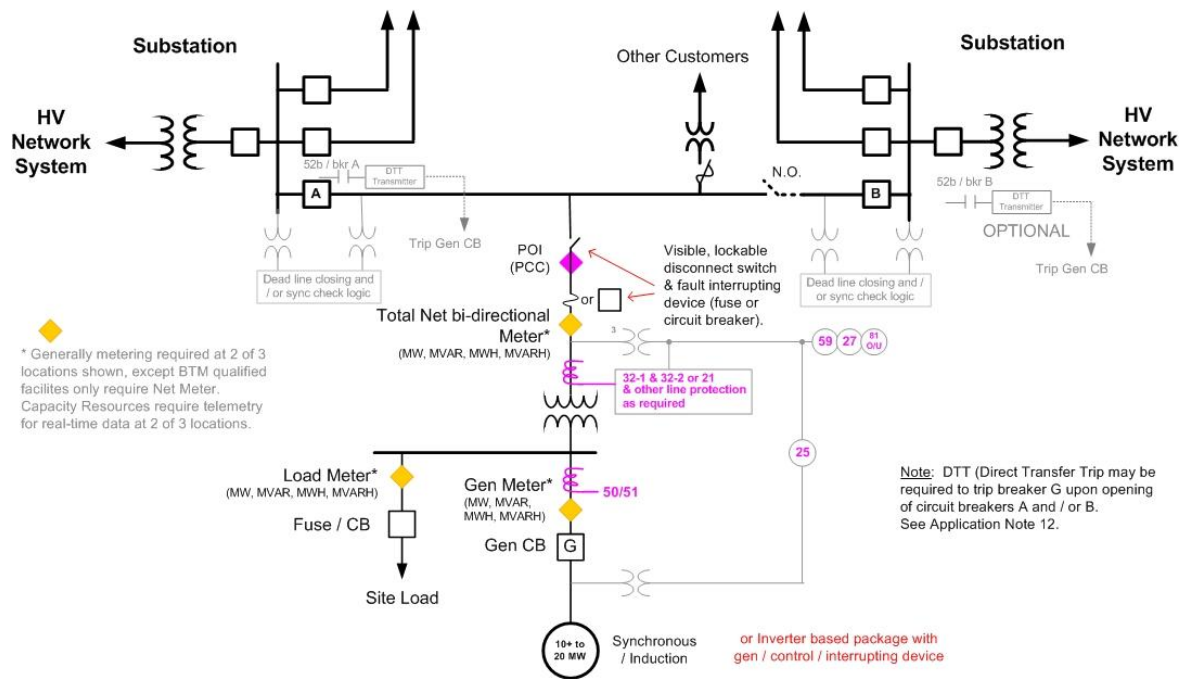 Substation
Substation
Other Customers
HV
Network
System
HV
Network
System
52b / bkr A
DTT
Transmitter
A
N.O.
B
52b / bkr B
DTT
Transmitter
OPTIONAL
Trip Gen CB
Trip Gen CB
Dead line closing and
/ or sync check logic
Dead line closing and /
/ or sync check logic
POI
(PCC)
Visible, lockable
disconnect switch
& fault interrupting
device (fuse or
circuit breaker).
or
Total Net bi-directional
Meter*
(MW, MVAR, MWH, MVARH)
3
59
27
81
O/U
* Generally metering required at 2 of 3
locations shown, except BTM qualified
facilites only require Net Meter.
Capacity Resources require telemetry
for real-time data at 2 of 3 locations.
32-1 & 32-2 or 21
& other line protection
as required
25
Load Meter*
(MW, MVAR, MWH, MVARH)
Fuse / CB
Site Load
Gen Meter*
(MW, MVAR,
MWH, MVARH)
50/51
Gen CB
G
Note: DTT (Direct Transfer Trip may be
required to trip breaker G upon opening
of circuit breakers A and / or B.
See Application Note 12.
10+ to
20 MW
Synchronous
/ Induction
or Inverter based package with
gen / control / interrupting device